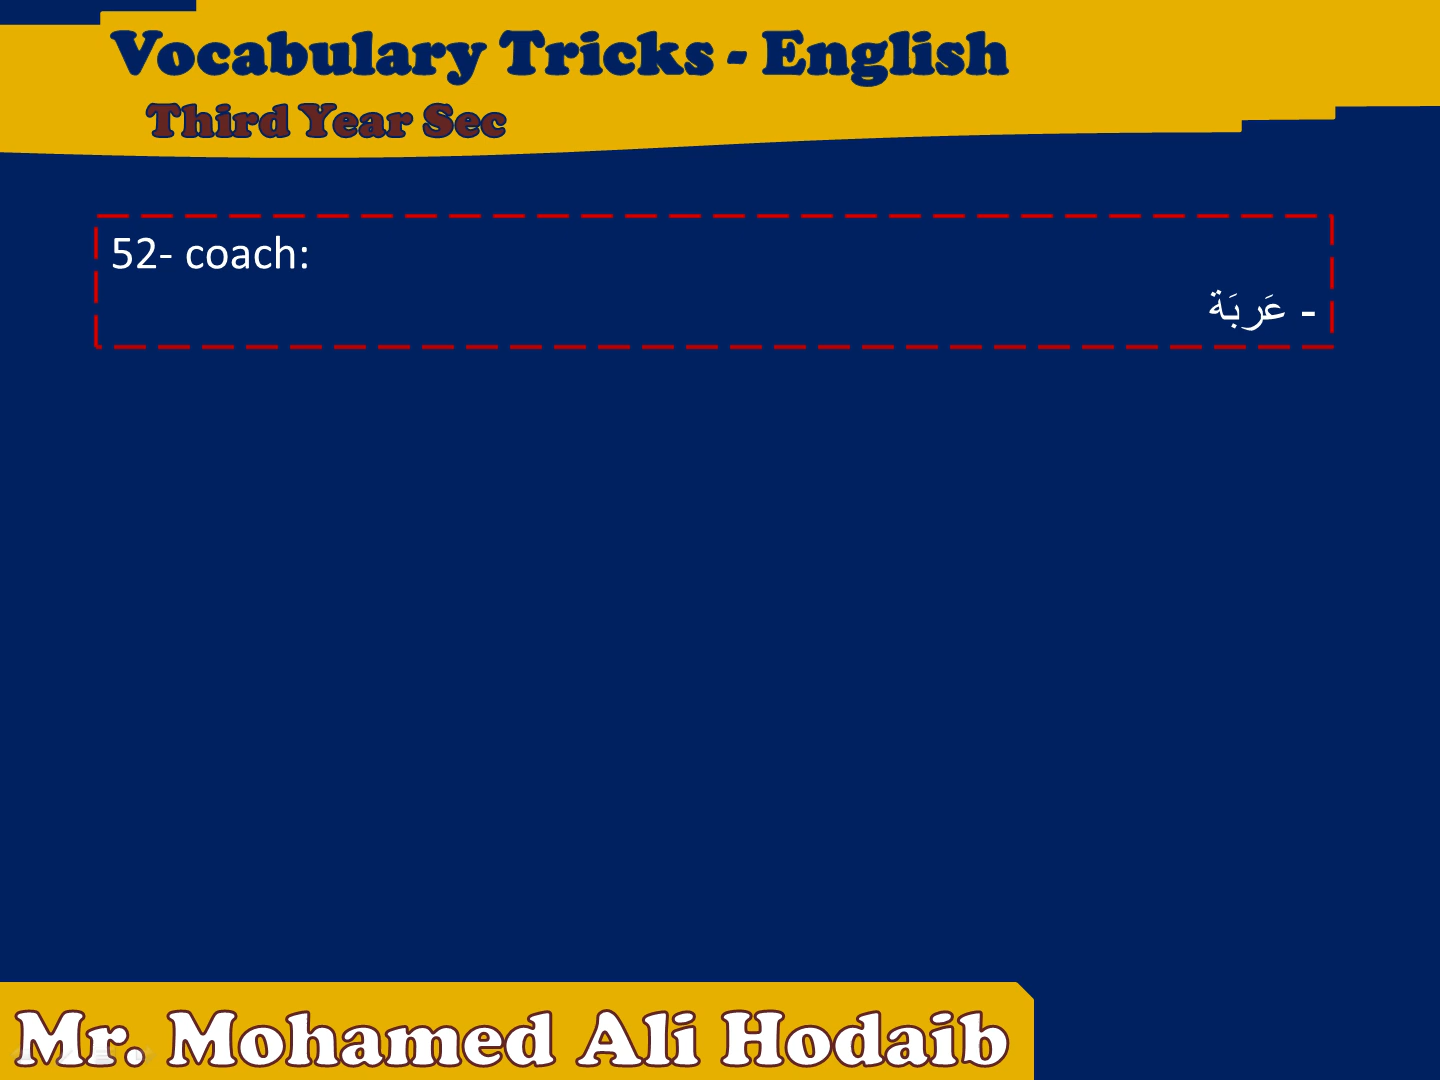 Vocabulary Tricks - English
Third Year Sec
52- coach:
- عَربَة
Mr. Mohamed Ali Hodaib